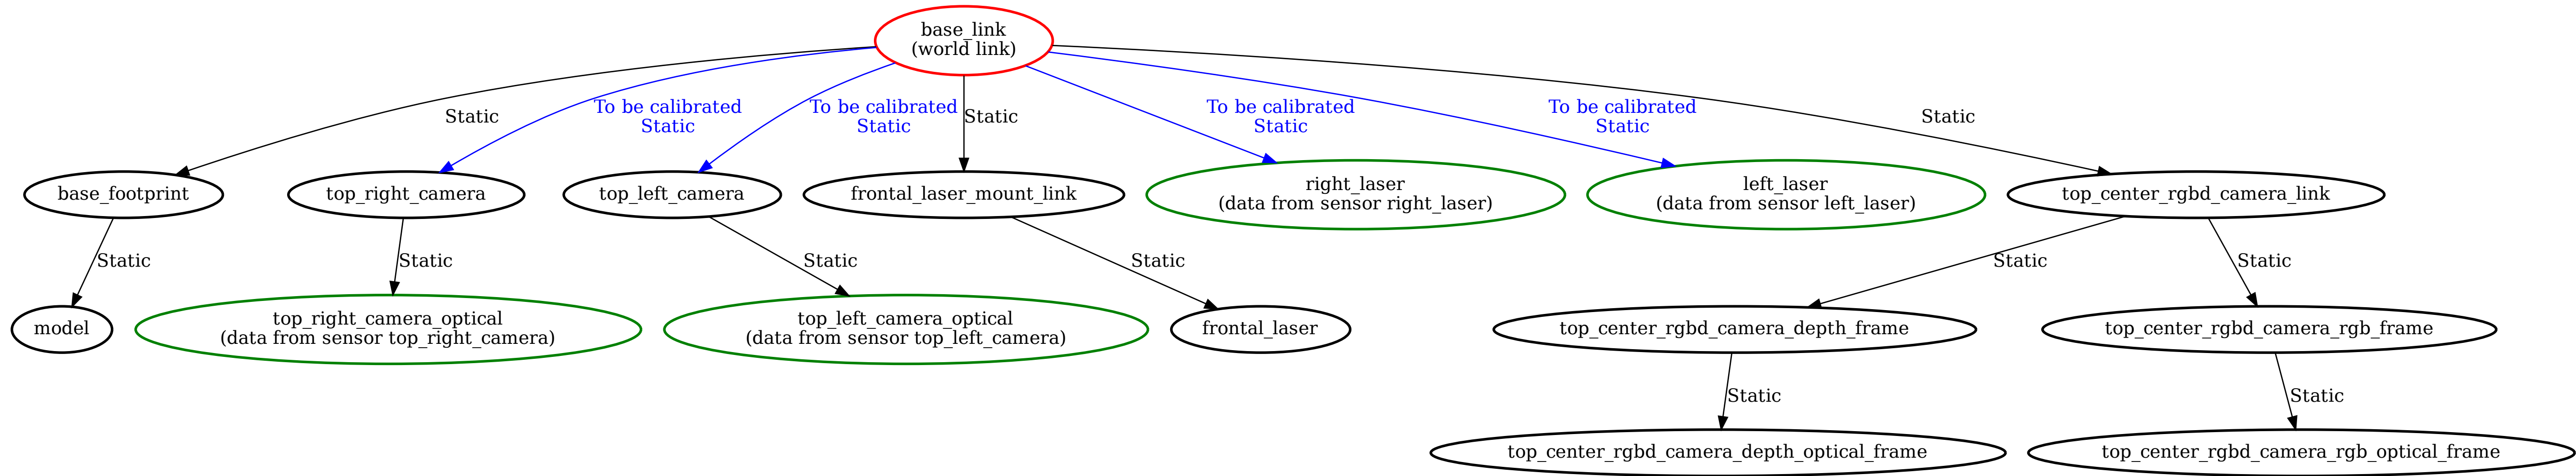 base_link
(world link)
Static
To be calibrated
Static
To be calibrated
Static
Static
To be calibrated
Static
To be calibrated
Static
Static
base_footprint
top_right_camera
top_left_camera
frontal_laser_mount_link
right_laser
(data from sensor right_laser)
left_laser
(data from sensor left_laser)
top_center_rgbd_camera_link
Static
Static
Static
Static
Static
Static
model
top_right_camera_optical
(data from sensor top_right_camera)
top_left_camera_optical
(data from sensor top_left_camera)
frontal_laser
top_center_rgbd_camera_depth_frame
top_center_rgbd_camera_rgb_frame
Static
Static
top_center_rgbd_camera_depth_optical_frame
top_center_rgbd_camera_rgb_optical_frame